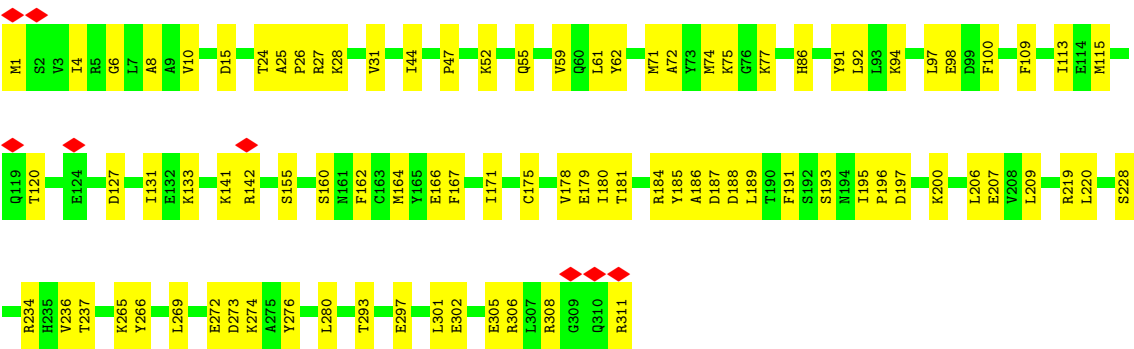 M1 S2 V3 I4 R5 G6 L7 A8 A9 V10 D15 T24 A25 P26 R27 K28 V31 I44 P47 K52 Q55 V59 Q60 L61 Y62 M71 A72 Y73 M74 K75 G76 K77 H86 Y91 L92 L93 K94 L97 E98 D99 F100 F109 I113 E114 M115
Q119 T120 E124 D127 I131 E132 K133 K141 R142 S155 S160 N161 F162 C163 M164 Y165 E166 F167 I171 C175 V178 E179 I180 T181 R184 Y185 A186 D187 D188 L189 T190 F191 S192 S193 N194 I195 P196 D197 K200 L206 E207 V208 L209 R219 L220 S228
R234 H235 V236 T237 K265 Y266 L269 E272 D273 K274 A275 Y276 L280 T293 E297 L301 E302 E305 R306 L307 R308 G309 Q310 R311